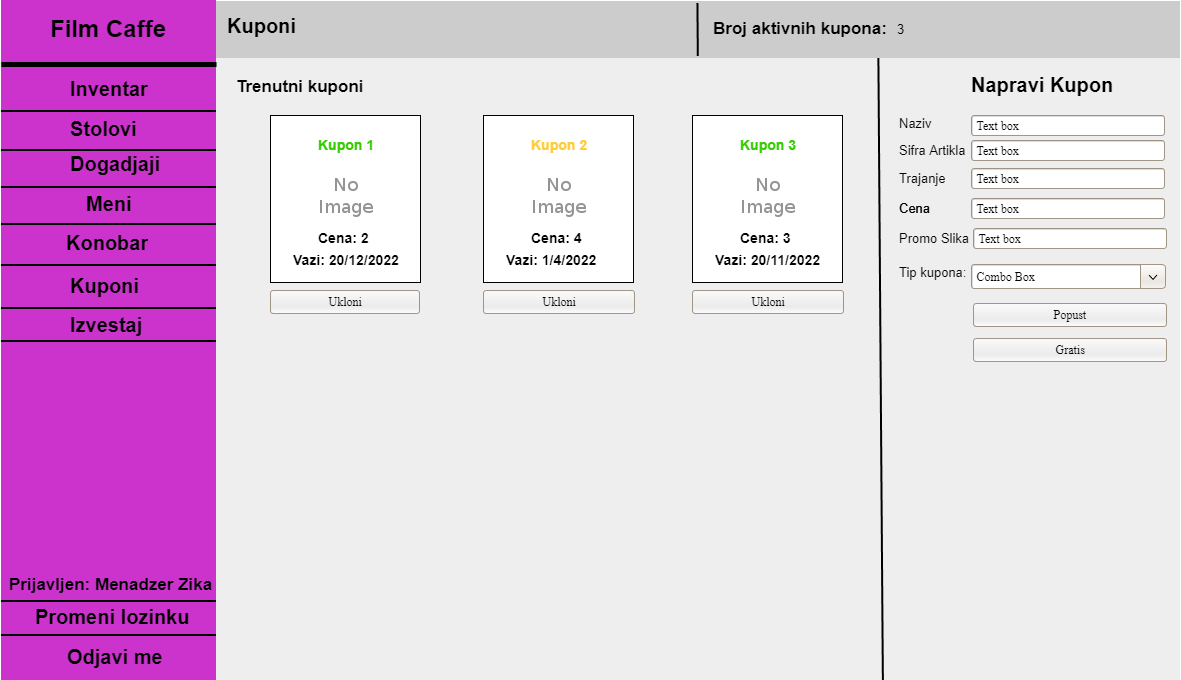 Film Caffe
Inventar
Stolovi
Dogadjaji
Meni
Konobar
Kuponi
Izvestaj
Prijavljen: Menadzer Zika
Promeni lozinku
Odjavi me
Kuponi
Broj aktivnih kupona: 3
Trenutni kuponi
Kupon 1
No
Image
Cena: 2
Vazi: 20/12/2022
Ukloni
Kupon 2
No
Image
Cena: 4
Vazi: 1/4/2022
Ukloni
Kupon 3
No
Image
Cena: 3
Vazi: 20/11/2022
Ukloni
Napravi Kupon
Naziv Text box
Sifra Artikla Text box
Trajanje Text box
Cena Text box
Promo Slika Text box
Tip kupona: Combo Box
Popust
Gratis